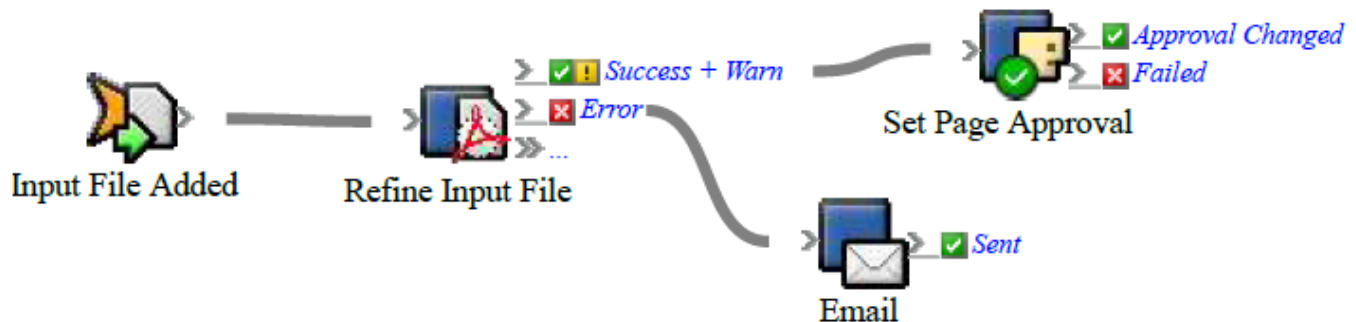 Approval Changed
Success + Warn
Failed
Error
Set Page Approval
...
Input File Added
Refine Input File
Sent
Email